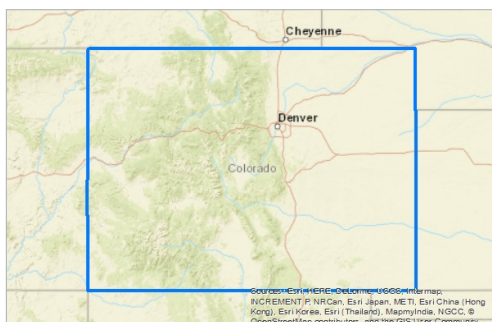 Cheyenne
Denver
Colorado
Sources: Esri, HERE, DeLorme, USGS, Intermap,
INCREMENT P, NRCan, Esri Japan, METI, Esri China (Hong
Kong), Esri Korea, Esri (Thailand), MapmyIndia, NGCC, ©
OpenStreetMap contributors, and the GIS User Community